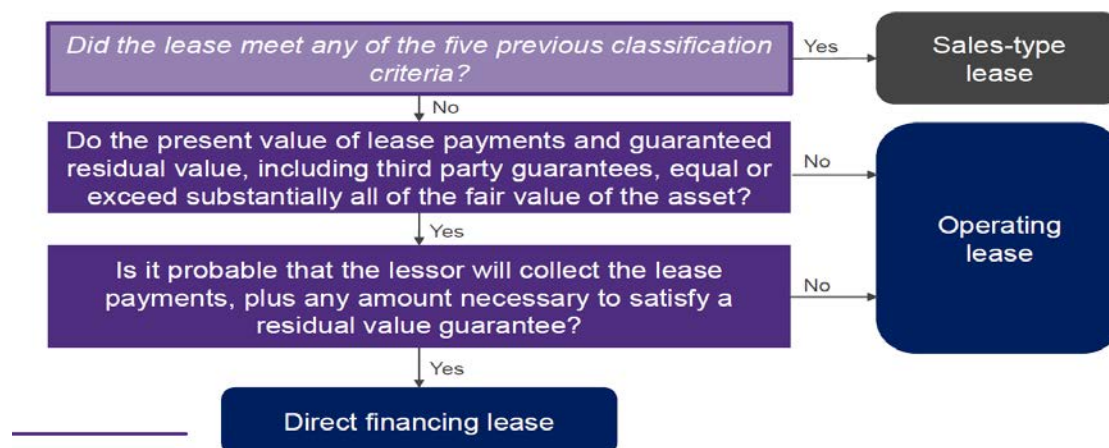 Did the lease meet any of the five previous classification
criteria?
Yes
Sales-type
lease
No
Do the present value of lease payments and guaranteed
residual value, including third party guarantees, equal or
exceed substantially all of the fair value of the asset?
No
Operating
lease
Yes
Is it probable that the lessor will collect the lease
payments, plus any amount necessary to satisfy a
residual value guarantee?
No
Yes
Direct financing lease